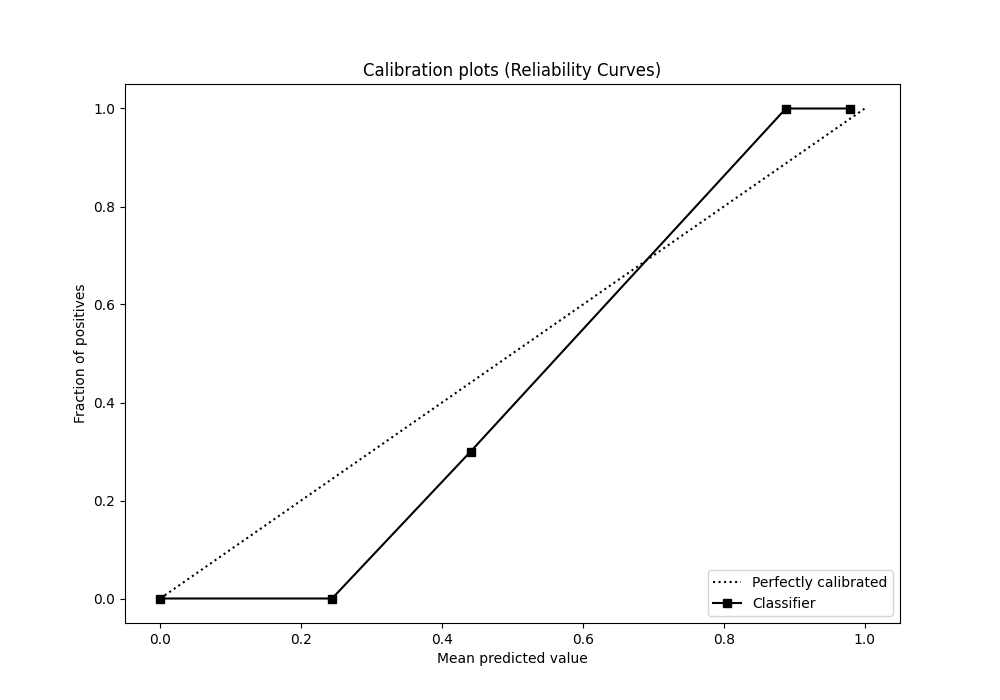 Calibration plots (Reliability Curves)
1.0
0.8
0.6
0.4
0.2
0.0
Fraction of positives
0.0 0.2 0.4 0.6 0.8 1.0
Mean predicted value
Perfectly calibrated
Classifier